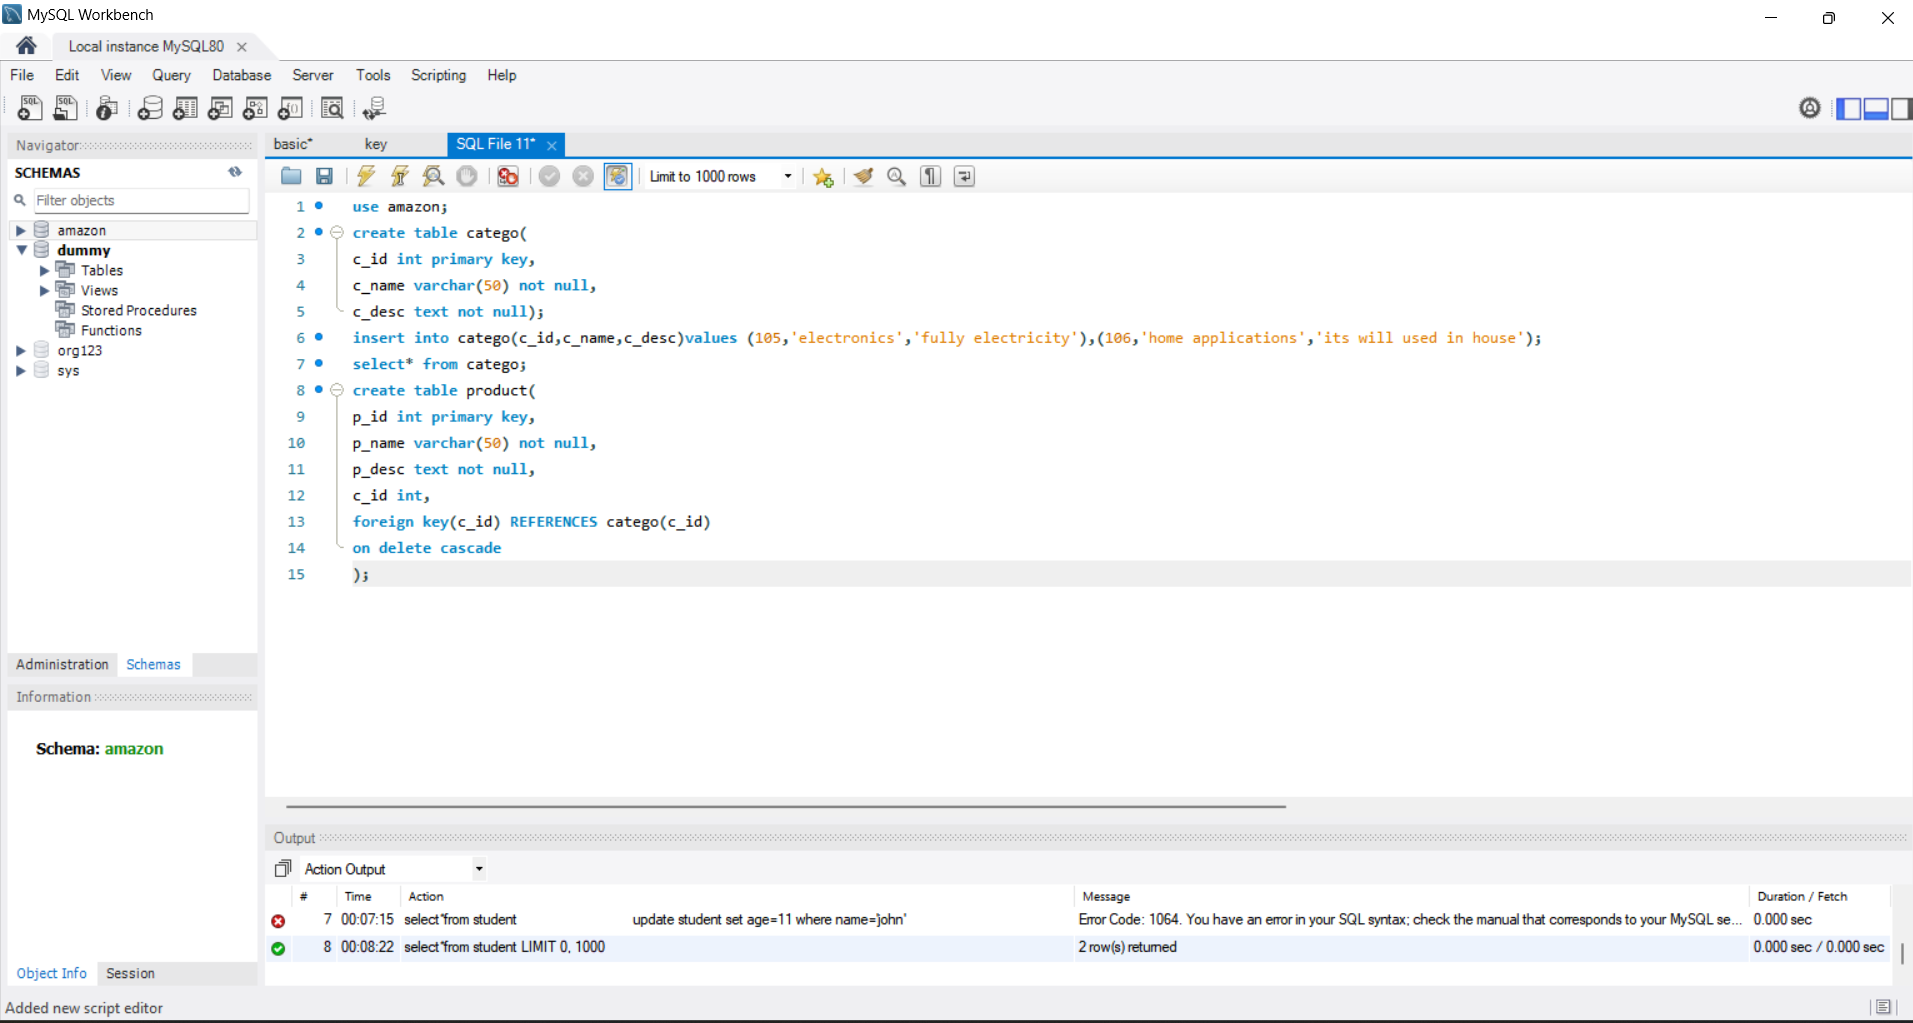 MySQL Workbench
Local instance MySQL80
File Edit View Query Database Server Tools Scripting Help
Navigator
SCHEMAS
Filter objects
amazon
dummy
Tables
Views
Stored Procedures
Functions
org123
sys
Administration Schemas
Information
Schema: amazon
Object Info Session
basic* key SQL File 11*
Limit to 1000 rows
1 use amazon;
2 create table catego(
3 c_id int primary key,
4 c_name varchar(50) not null,
5 c_desc text not null);
6 insert into catego(c_id,c_name,c_desc)values (105,'electronics','fully electricity'),(106,'home applications','its will used in house');
7 select* from catego;
8 create table product(
9 p_id int primary key,
10 p_name varchar(50) not null,
11 p_desc text not null,
12 c_id int,
13 foreign key(c_id) REFERENCES catego(c_id)
14 on delete cascade
15 );
Output
Action Output
# Time Action Message Duration / Fetch
7 00:07:15 select*from student update student set age=11 where name='john' Error Code: 1064. You have an error in your SQL syntax; check the manual that corresponds to your MySQL se... 0.000 sec
8 00:08:22 select*from student LIMIT 0, 1000 2 row(s) returned 0.000 sec / 0.000 sec
Added new script editor